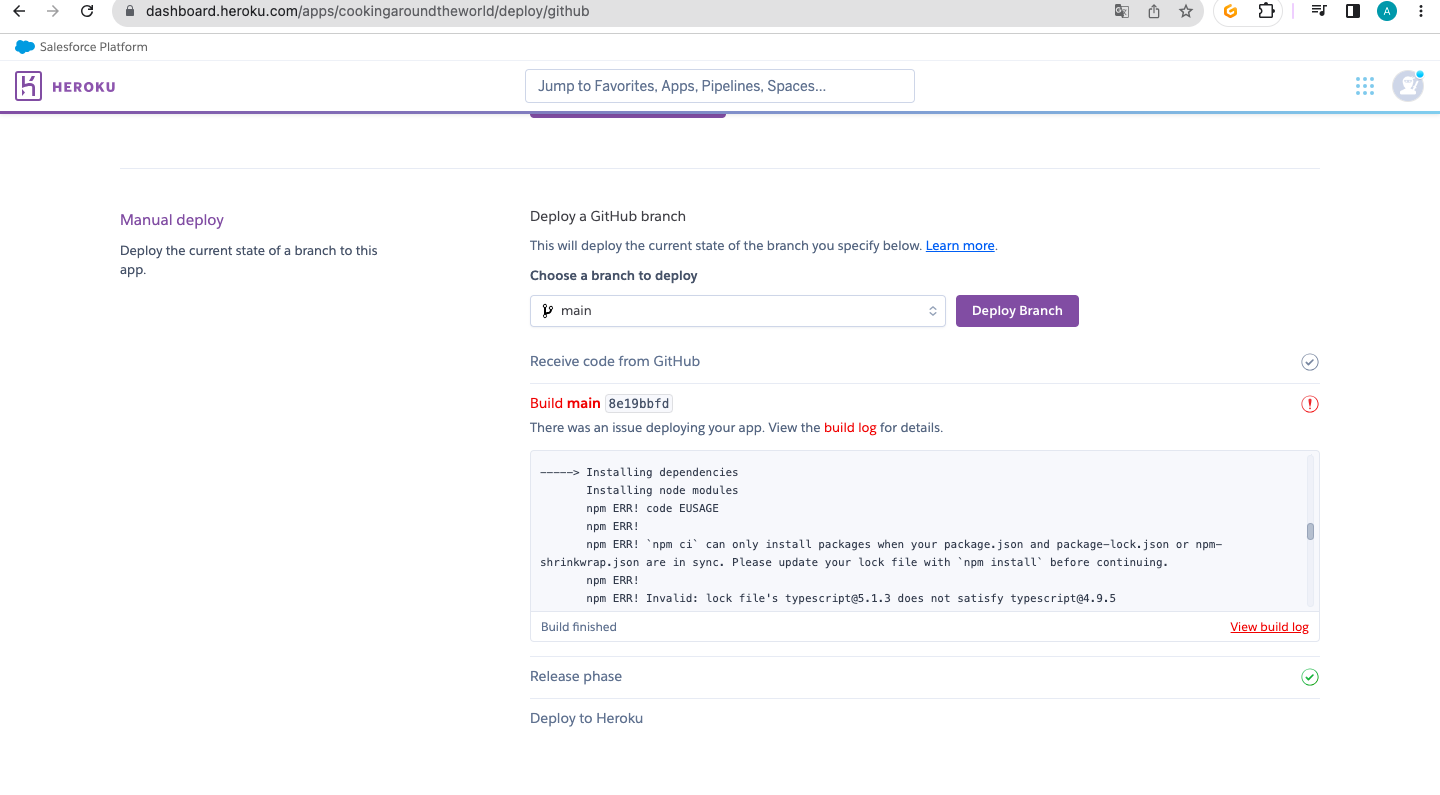 dashboard.heroku.com/apps/cookingaroundtheworld/deploy/github
A
Salesforce Platform
HEROKU
Jump to Favorites, Apps, Pipelines, Spaces...
Manual deploy
Deploy the current state of a branch to this
app.
Deploy a GitHub branch
This will deploy the current state of the branch you specify below. Learn more.
Choose a branch to deploy
main
Deploy Branch
Receive code from GitHub
Build main 8e19bbfd
There was an issue deploying your app. View the build log for details.
-----> Installing dependencies
Installing node modules
npm ERR! code EUSAGE
npm ERR!
npm ERR! `npm ci` can only install packages when your package.json and package-lock.json or npm-
shrinkwrap.json are in sync. Please update your lock file with `npm install` before continuing.
npm ERR!
npm ERR! Invalid: lock file's typescript@5.1.3 does not satisfy typescript@4.9.5
Build finished
View build log
Release phase
Deploy to Heroku